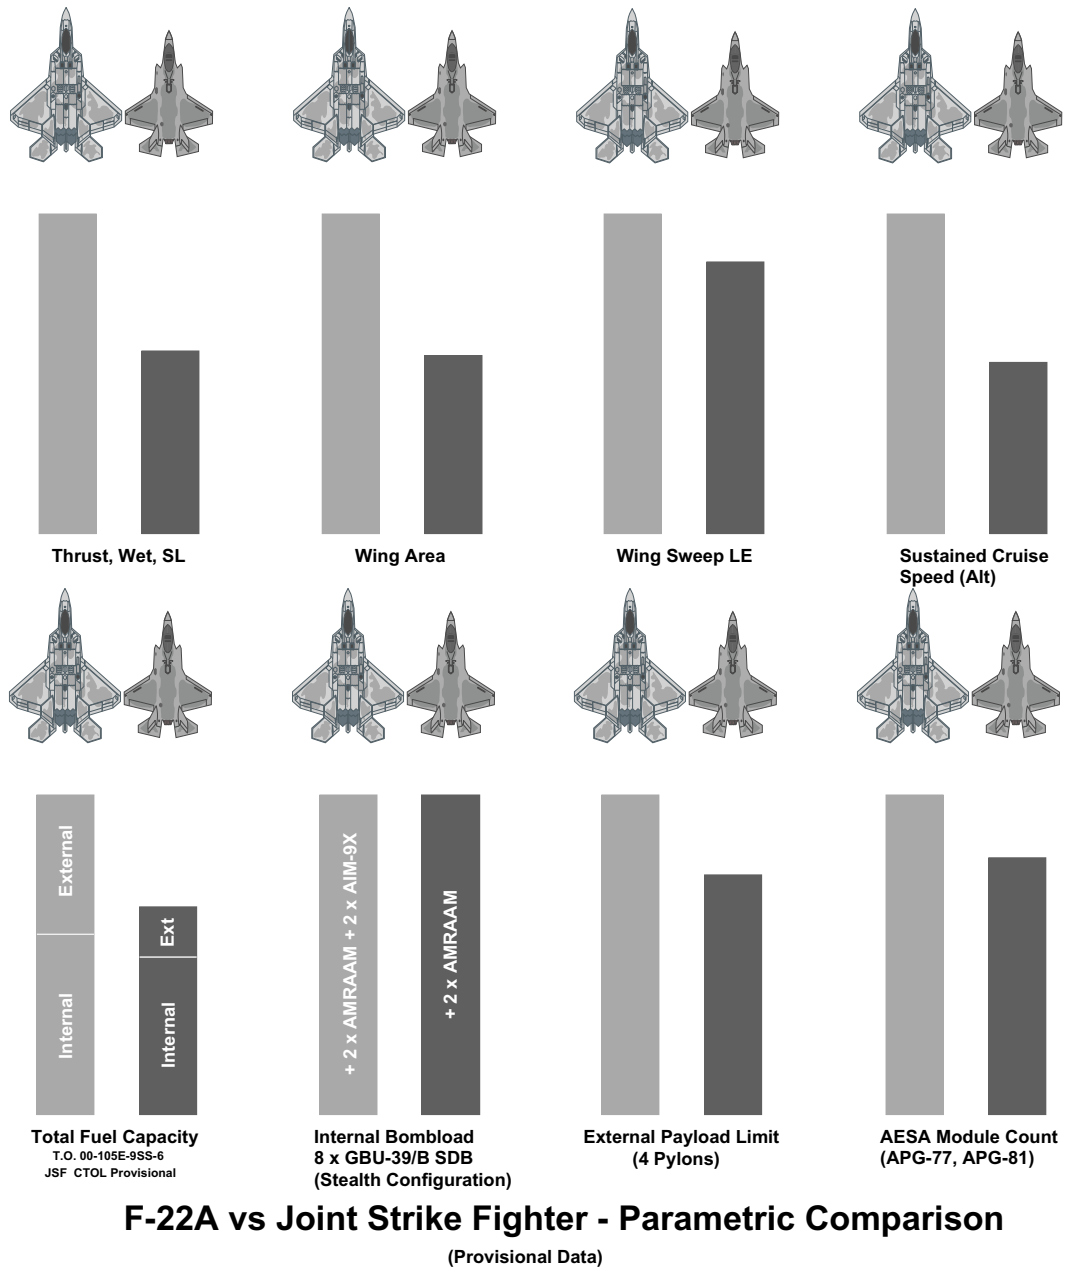 Thrust, Wet, SL
Wing Area
Wing Sweep LE
Sustained Cruise
Speed (Alt)
External
Internal
Ext
Internal
+ 2 x AMRAAM + 2 x AIM-9X
+ 2 x AMRAAM
Total Fuel Capacity
T.O. 00-105E-9SS-6
JSF CTOL Provisional
Internal Bombload
8 x GBU-39/B SDB
(Stealth Configuration)
External Payload Limit
(4 Pylons)
AESA Module Count
(APG-77, APG-81)
F-22A vs Joint Strike Fighter - Parametric Comparison
(Provisional Data)